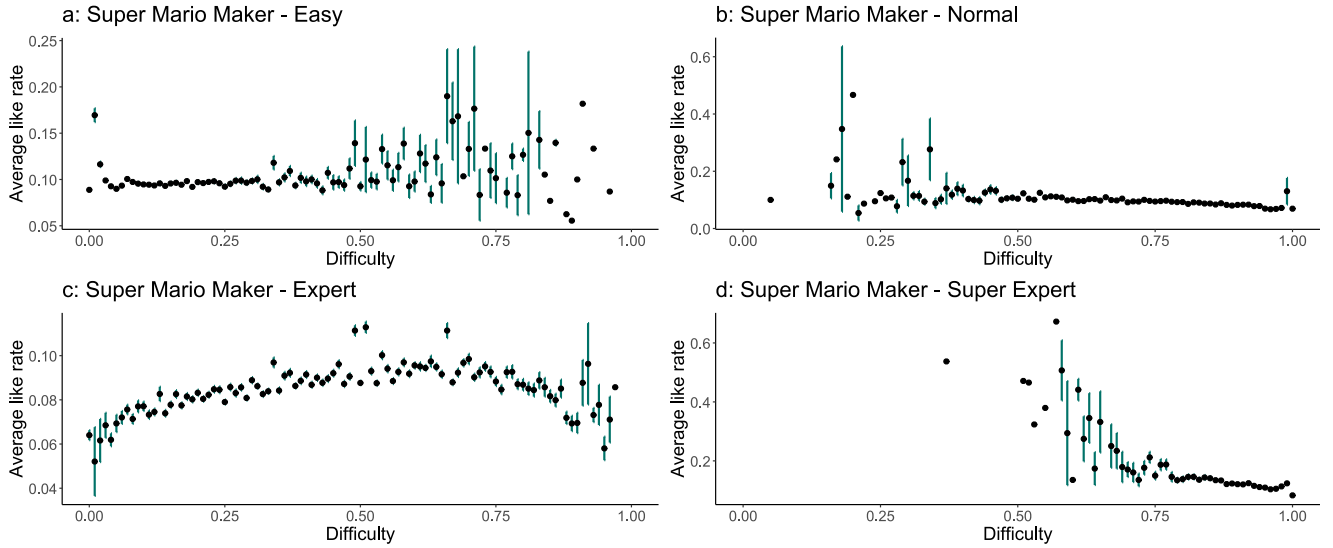 a: Super Mario Maker - Easy
Average like rate
0.25
0.20
0.15
0.10
0.05
0.00 0.25 0.50 0.75 1.00
Difficulty
b: Super Mario Maker - Normal
Average like rate
0.6
0.4
0.2
0.0
0.00 0.25 0.50 0.75 1.00
Difficulty
c: Super Mario Maker - Expert
Average like rate
0.10
0.08
0.06
0.04
0.00 0.25 0.50 0.75 1.00
Difficulty
d: Super Mario Maker - Super Expert
Average like rate
0.6
0.4
0.2
0.00 0.25 0.50 0.75 1.00
Difficulty